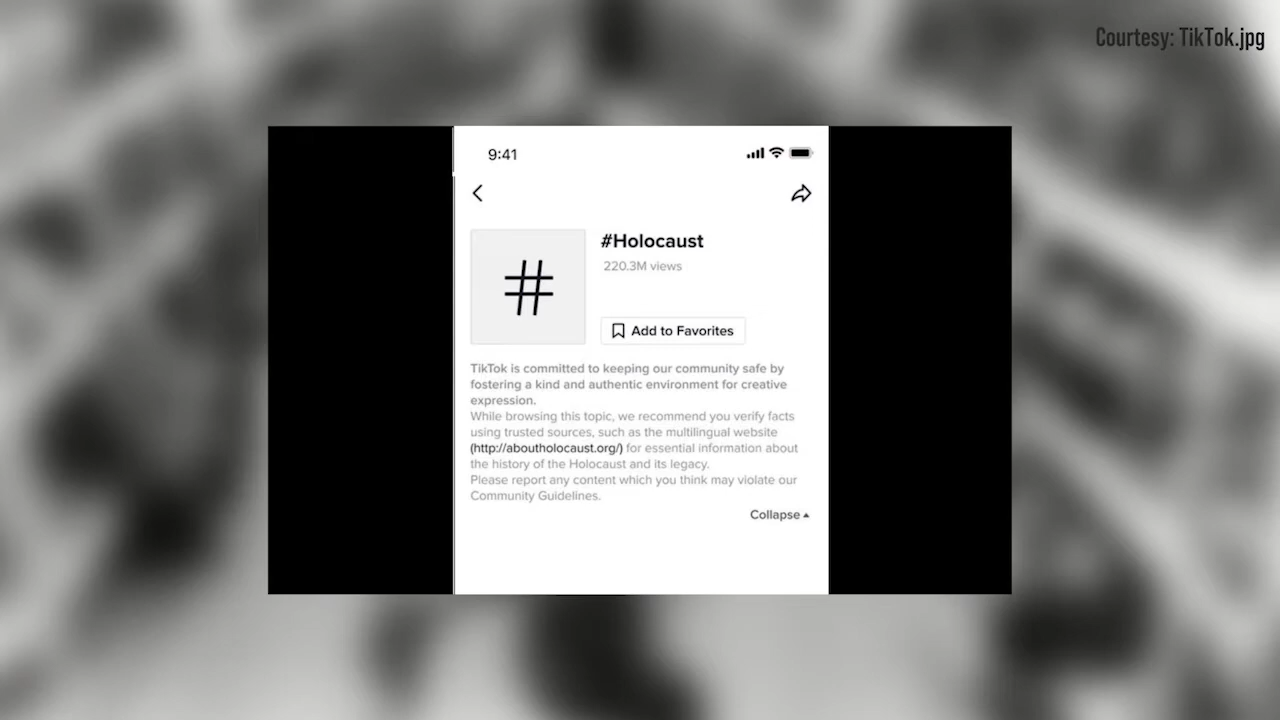 Courtesy: TikTok.jpg
9:41
#Holocaust
220.3M views
#
Add to Favorites
TikTok is committed to keeping our community safe by
fostering a kind and authentic environment for creative
expression.
While browsing this topic, we recommend you verify facts
using trusted sources, such as the multilingual website
(http://aboutholocaust.org/) for essential information about
the history of the Holocaust and its legacy.
Please report any content which you think may violate our
Community Guidelines.
Collapse